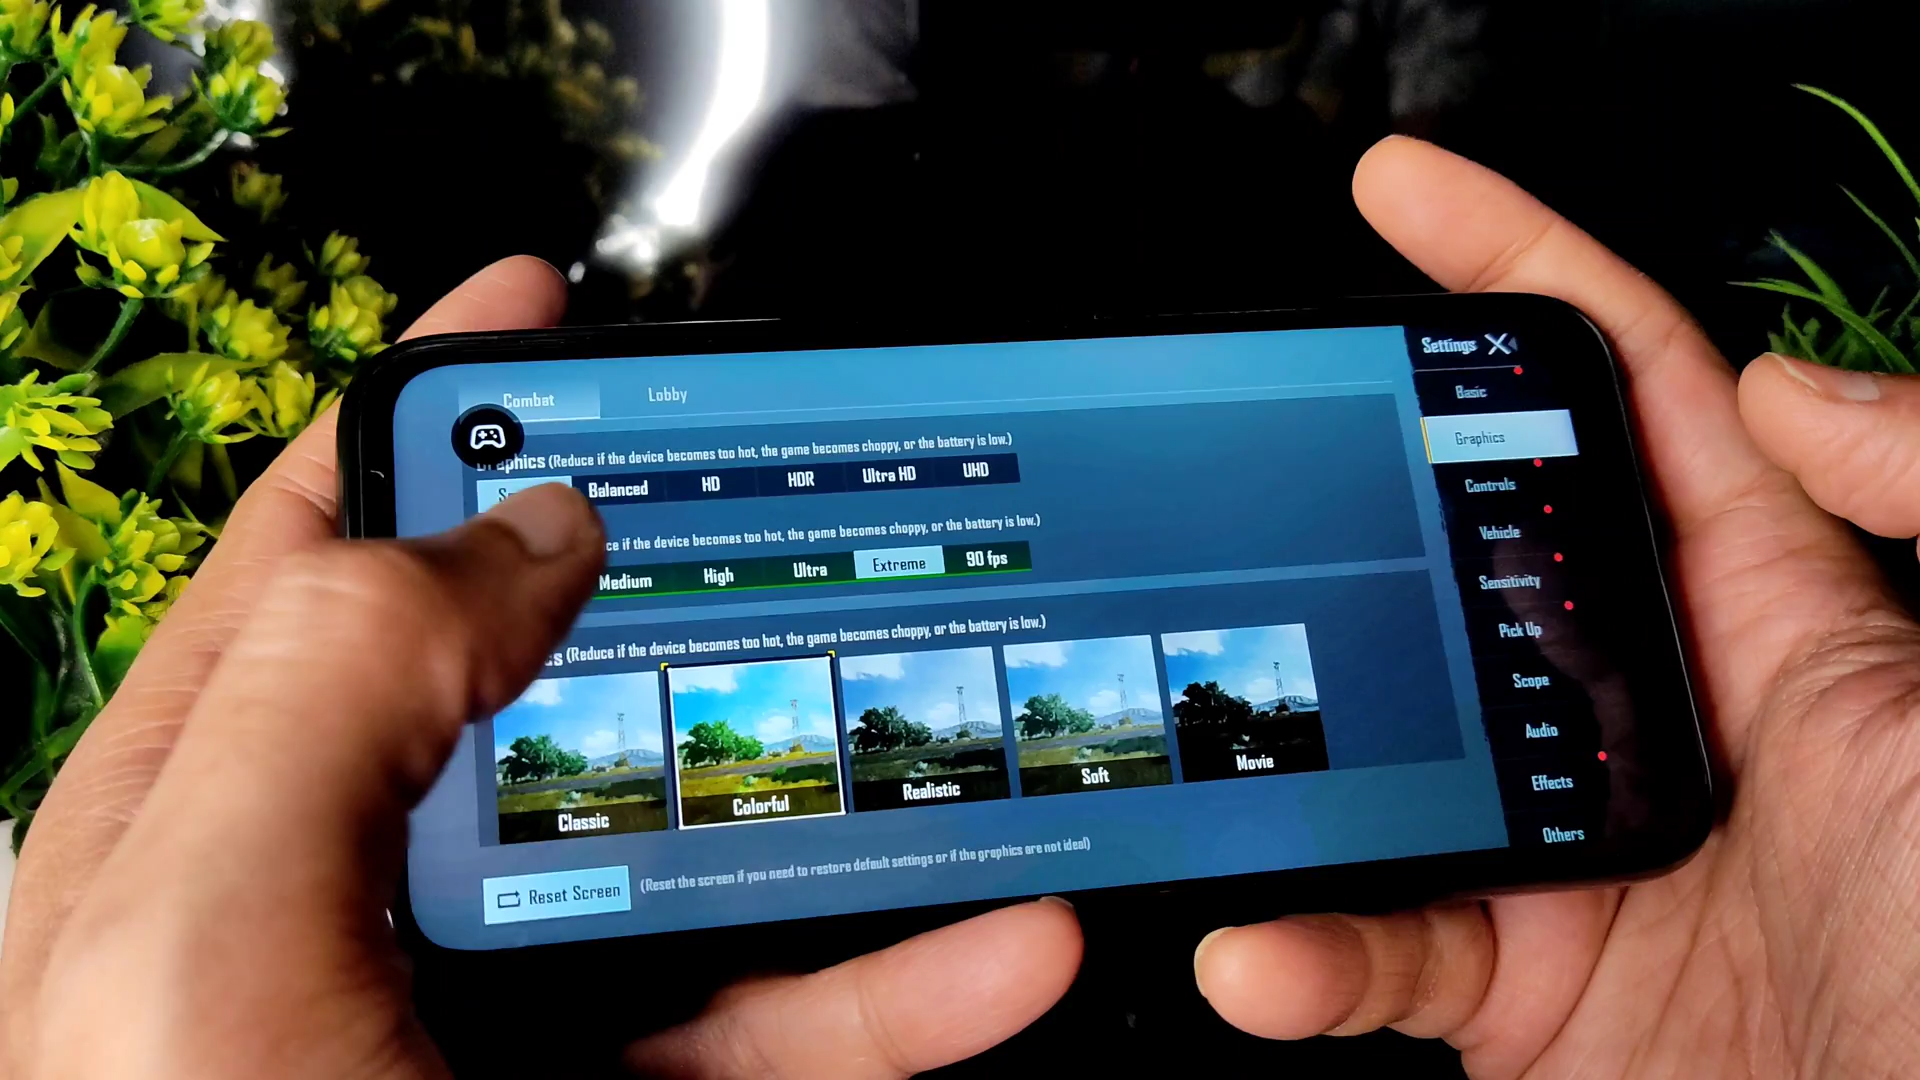 Settings
Combat Lobby
Basic
Graphics (Reduce if the device becomes too hot, the game becomes choppy, or the battery is low.)
Graphics
Balanced HD HDR Ultra HD UHD
Controls
if the device becomes too hot, the game becomes choppy, or the battery is low.)
Vehicle
Medium High Ultra Extreme 90 fps
Sensitivity
(Reduce if the device becomes too hot, the game becomes choppy, or the battery is low.)
Pick Up
Scope
Audio
Classic Colorful Realistic Soft Movie
Effects
Others
Reset Screen (Reset the screen if you need to restore default settings or if the graphics are not ideal)